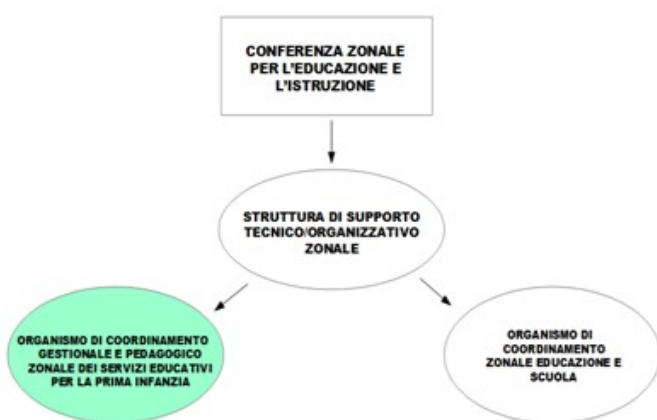 CONFERENZA ZONALE
PER L'EDUCAZIONE E
L'ISTRUZIONE
STRUTTURA DI SUPPORTO
TECNICO/ORGANIZZATIVO
ZONALE
ORGANISMO DI COORDINAMENTO
GESTIONALE E PEDAGOGICO
ZONALE DEI SERVIZI EDUCATIVI
PER LA PRIMA INFANZIA
ORGANISMO DI
COORDINAMENTO
ZONALE EDUCAZIONE E
SCUOLA